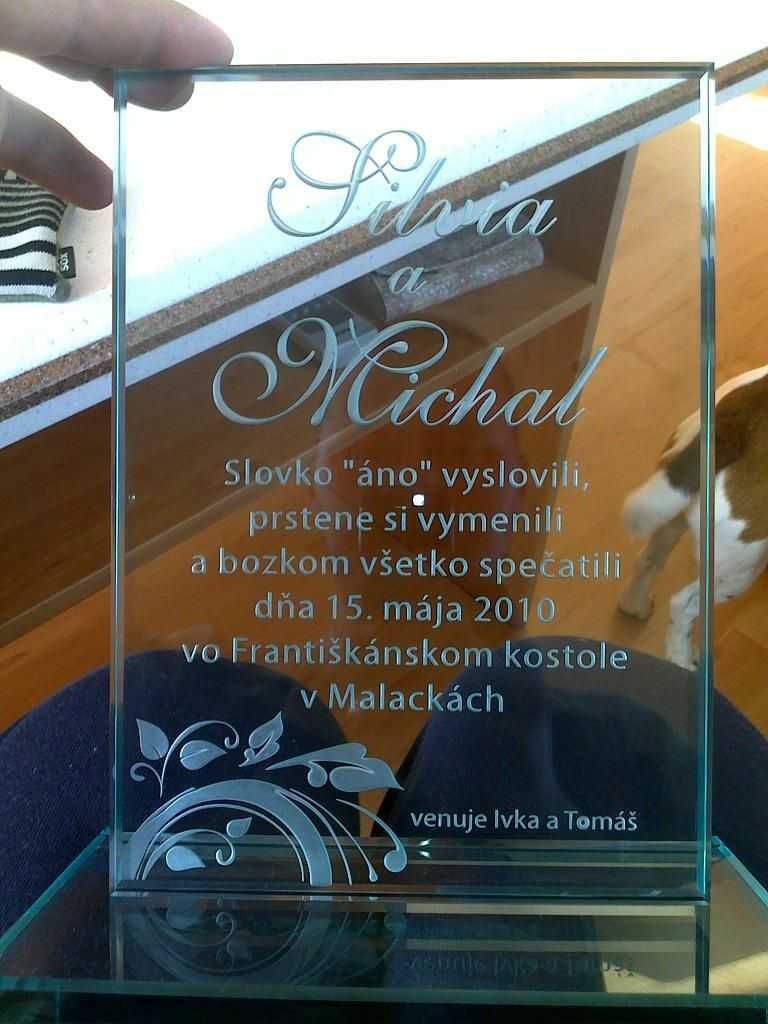 Silvia
a
Michal
Slovko "áno" vyslovili,
prstene si vymenili
a bozkom všetko spečatili
dňa 15. mája 2010
vo Františkánskom kostole
v Malackách
venuje Ivka a Tomáš
SOX